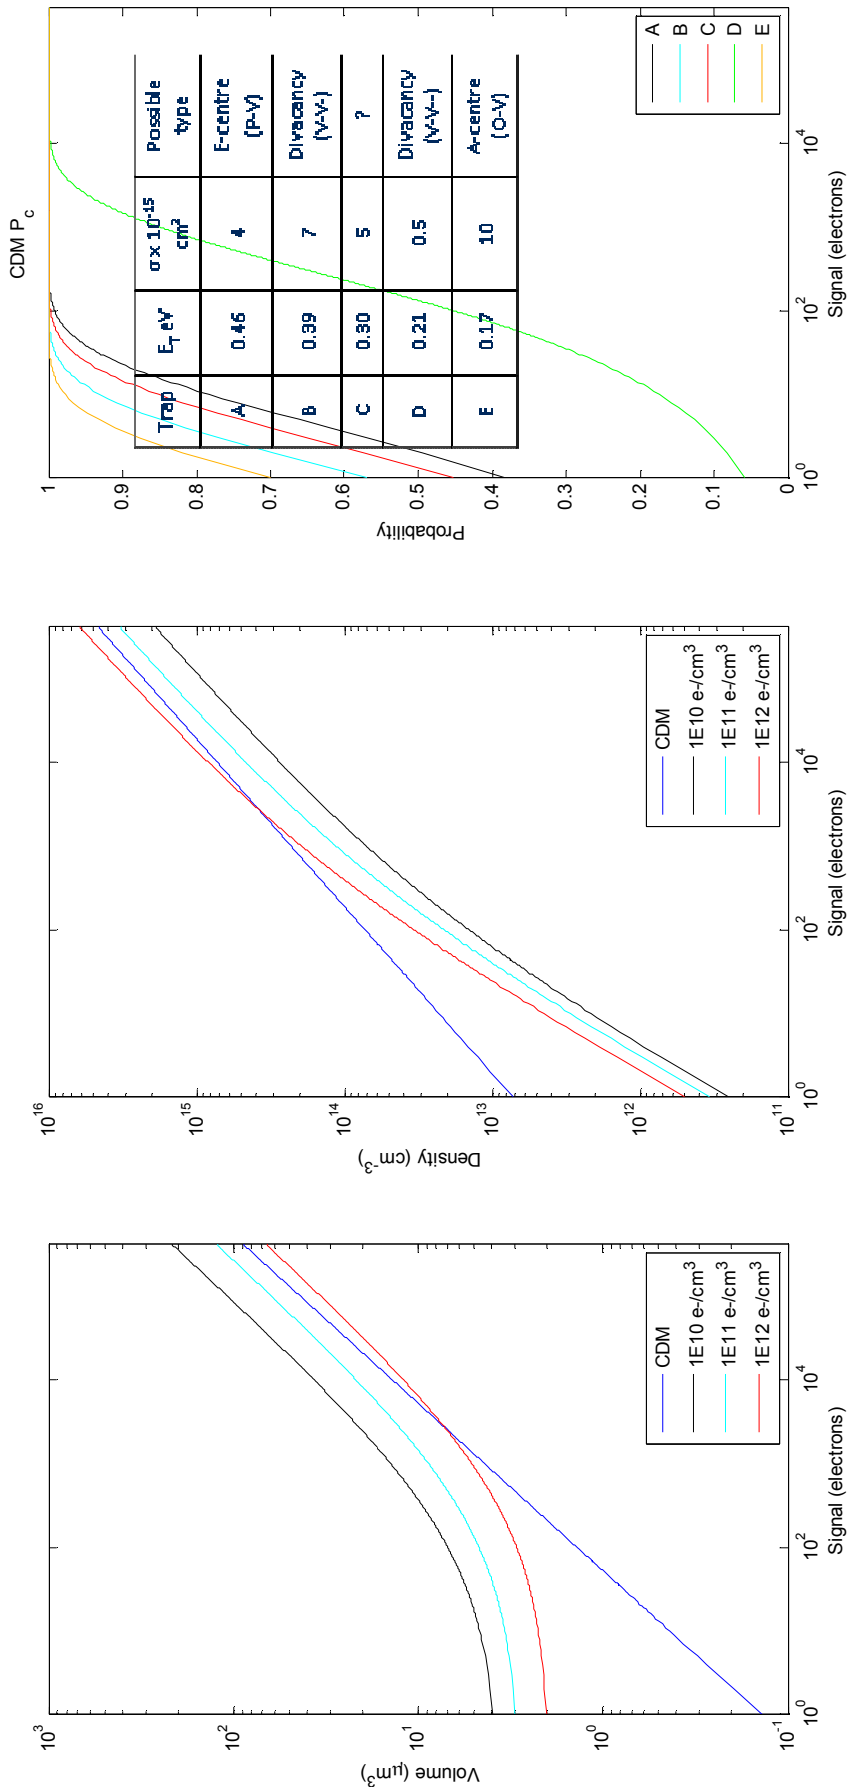 10^3
10^2
10^1
10^0
10^-1
Volume (μm^3)
10^0
10^2
10^4
Signal (electrons)
CDM
1E10 e-/cm^3
1E11 e-/cm^3
1E12 e-/cm^3
10^16
10^15
10^14
10^13
10^12
10^11
Density (cm^-3)
10^0
10^2
10^4
Signal (electrons)
CDM
1E10 e-/cm^3
1E11 e-/cm^3
1E12 e-/cm^3
CDM P_c
1
0.9
0.8
0.7
0.6
0.5
0.4
0.3
0.2
0.1
0
Probability
10^0
10^2
10^4
Signal (electrons)
Trap E_T eV σ x 10^-15 cm^2 Possible type
A 0.46 4 E-centre (P-V)
B 0.39 7 Divacancy (V-V-)
C 0.30 5 ?
D 0.21 0.5 Divacancy (V-V--)
E 0.17 10 A-centre (O-V)
A
B
C
D
E